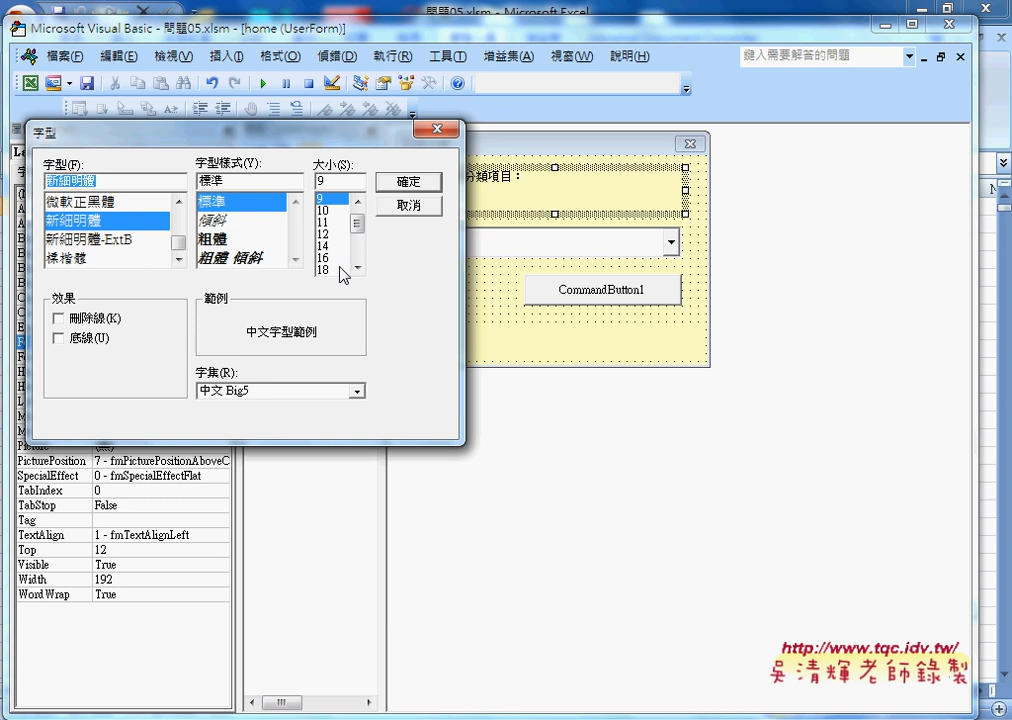 問題05.xlsm - Microsoft Excel
Microsoft Visual Basic - 問題05.xlsm - [home (UserForm)]
檔案(F) 編輯(E) 檢視(V) 插入(I) 格式(O) 偵錯(D) 執行(R) 工具(T) 增益集(A) 視窗(W) 說明(H)
鍵入需要解答的問題
字型
字型(F): 字型樣式(Y): 大小(S):
新細明體 標準 9 確定
微軟正黑體 標準 9 取消
新細明體 傾斜 10
新細明體-ExtB 粗體 11
標楷體 粗體 傾斜 12
14
16
18
效果 範例
刪除線(K)
底線(U)
中文字型範例
字集(R):
中文 Big5
分類項目：
CommandButton1
PicturePosition 7 - fmPicturePositionAboveC
SpecialEffect 0 - fmSpecialEffectFlat
TabIndex 0
TabStop False
Tag
TextAlign 1 - fmTextAlignLeft
Top 12
Visible True
Width 192
WordWrap True
http://www.tqc.idv.tw/
吳清輝老師錄製